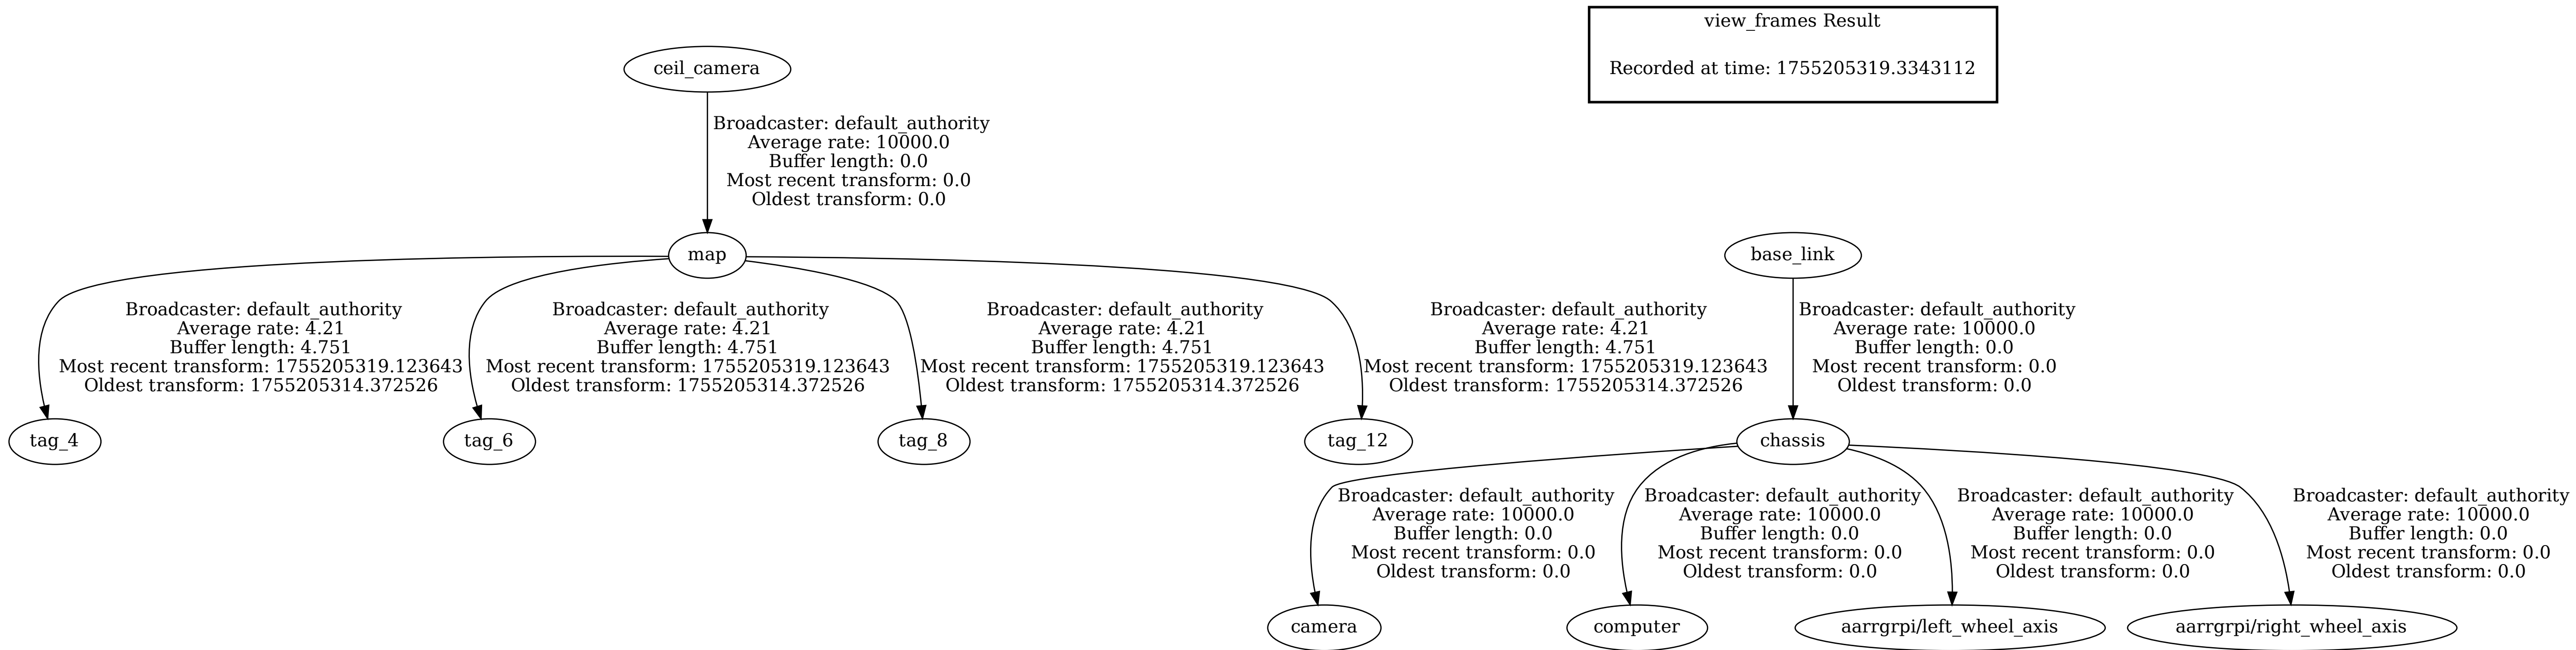 view_frames Result
Recorded at time: 1755205319.3343112
ceil_camera
Broadcaster: default_authority
Average rate: 10000.0
Buffer length: 0.0
Most recent transform: 0.0
Oldest transform: 0.0
map
base_link
Broadcaster: default_authority
Average rate: 4.21
Buffer length: 4.751
Most recent transform: 1755205319.123643
Oldest transform: 1755205314.372526
Broadcaster: default_authority
Average rate: 4.21
Buffer length: 4.751
Most recent transform: 1755205319.123643
Oldest transform: 1755205314.372526
Broadcaster: default_authority
Average rate: 4.21
Buffer length: 4.751
Most recent transform: 1755205319.123643
Oldest transform: 1755205314.372526
Broadcaster: default_authority
Average rate: 4.21
Buffer length: 4.751
Most recent transform: 1755205319.123643
Oldest transform: 1755205314.372526
Broadcaster: default_authority
Average rate: 10000.0
Buffer length: 0.0
Most recent transform: 0.0
Oldest transform: 0.0
tag_4
tag_6
tag_8
tag_12
chassis
Broadcaster: default_authority
Average rate: 10000.0
Buffer length: 0.0
Most recent transform: 0.0
Oldest transform: 0.0
Broadcaster: default_authority
Average rate: 10000.0
Buffer length: 0.0
Most recent transform: 0.0
Oldest transform: 0.0
Broadcaster: default_authority
Average rate: 10000.0
Buffer length: 0.0
Most recent transform: 0.0
Oldest transform: 0.0
Broadcaster: default_authority
Average rate: 10000.0
Buffer length: 0.0
Most recent transform: 0.0
Oldest transform: 0.0
camera
computer
aarrgrpi/left_wheel_axis
aarrgrpi/right_wheel_axis